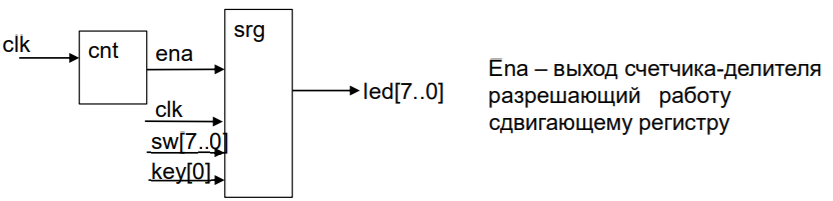 clk
cnt
ena
srg
clk
sw[7..0]
key[0]
led[7..0]
Ena – выход счетчика-делителя
разрешающий работу
сдвигающему регистру